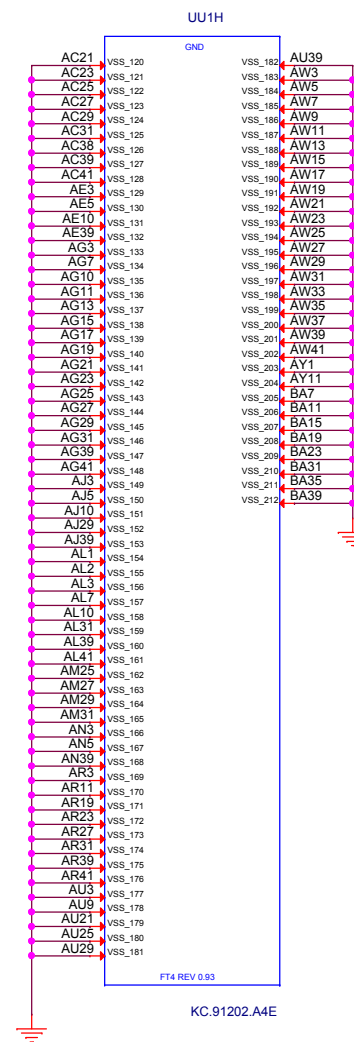 UU1H
GND
AC21 VSS_120 VSS_182 AU39
AC23 VSS_121 VSS_183 AW3
AC25 VSS_122 VSS_184 AW5
AC27 VSS_123 VSS_185 AW7
AC29 VSS_124 VSS_186 AW9
AC31 VSS_125 VSS_187 AW11
AC38 VSS_126 VSS_188 AW13
AC39 VSS_127 VSS_189 AW15
AC41 VSS_128 VSS_190 AW17
AE3 VSS_129 VSS_191 AW19
AE5 VSS_130 VSS_192 AW21
AE10 VSS_131 VSS_193 AW23
AE39 VSS_132 VSS_194 AW25
AG3 VSS_133 VSS_195 AW27
AG7 VSS_134 VSS_196 AW29
AG10 VSS_135 VSS_197 AW31
AG11 VSS_136 VSS_198 AW33
AG13 VSS_137 VSS_199 AW35
AG15 VSS_138 VSS_200 AW37
AG17 VSS_139 VSS_201 AW39
AG19 VSS_140 VSS_202 AW41
AG21 VSS_141 VSS_203 AY1
AG23 VSS_142 VSS_204 AY11
AG25 VSS_143 VSS_205 BA7
AG27 VSS_144 VSS_206 BA11
AG29 VSS_145 VSS_207 BA15
AG31 VSS_146 VSS_208 BA19
AG39 VSS_147 VSS_209 BA23
AG41 VSS_148 VSS_210 BA31
AJ3 VSS_149 VSS_211 BA35
AJ5 VSS_150 VSS_212 BA39
AJ10 VSS_151
AJ29 VSS_152
AJ39 VSS_153
AL1 VSS_154
AL2 VSS_155
AL3 VSS_156
AL7 VSS_157
AL10 VSS_158
AL31 VSS_159
AL39 VSS_160
AL41 VSS_161
AM25 VSS_162
AM27 VSS_163
AM29 VSS_164
AM31 VSS_165
AN3 VSS_166
AN5 VSS_167
AN39 VSS_168
AR3 VSS_169
AR11 VSS_170
AR19 VSS_171
AR23 VSS_172
AR27 VSS_173
AR31 VSS_174
AR39 VSS_175
AR41 VSS_176
AU3 VSS_177
AU9 VSS_178
AU21 VSS_179
AU25 VSS_180
AU29 VSS_181
FT4 REV 0.93
KC.91202.A4E